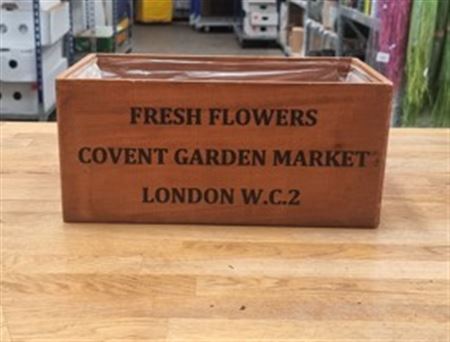 FRESH FLOWERS
COVENT GARDEN MARKET
LONDON W.C.2